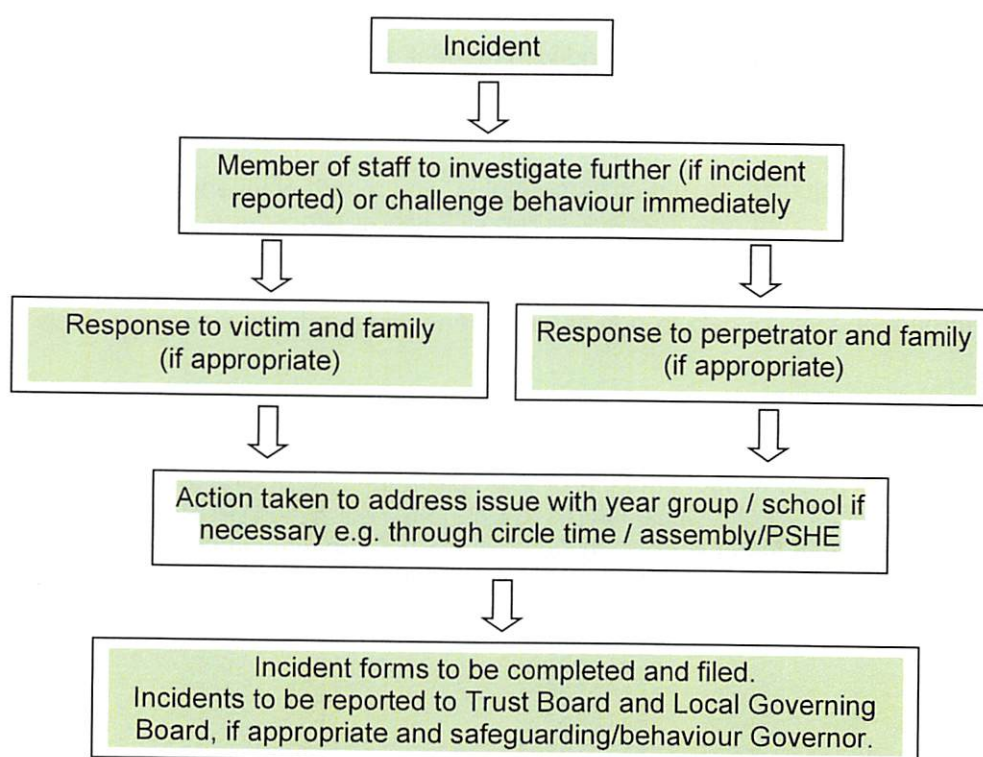 Incident
Member of staff to investigate further (if incident
reported) or challenge behaviour immediately
Response to victim and family
(if appropriate)
Response to perpetrator and family
(if appropriate)
Action taken to address issue with year group / school if
necessary e.g. through circle time / assembly/PSHE
Incident forms to be completed and filed.
Incidents to be reported to Trust Board and Local Governing
Board, if appropriate and safeguarding/behaviour Governor.